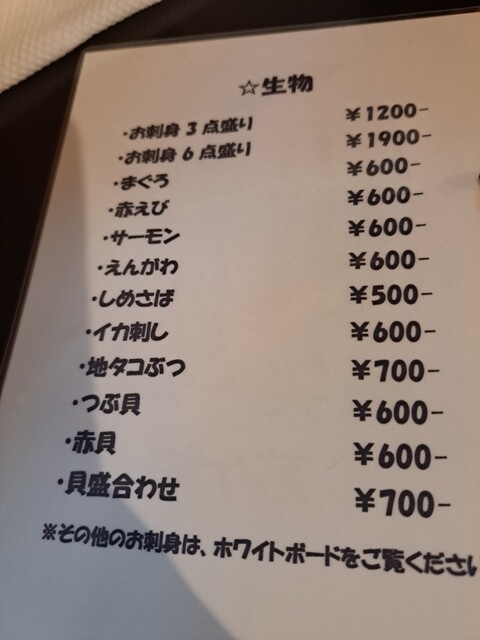 ☆生物
・お刺身3点盛り ¥1200-
・お刺身6点盛り ¥1900-
・まぐろ ¥600-
・赤えび ¥600-
・サーモン ¥600-
・えんがわ ¥600-
・しめさば ¥500-
・イカ刺し ¥600-
・地タコぶつ ¥700-
・つぶ貝 ¥600-
・赤貝 ¥600-
・貝盛合わせ ¥700-
※その他のお刺身は、ホワイトボードをご覧ください